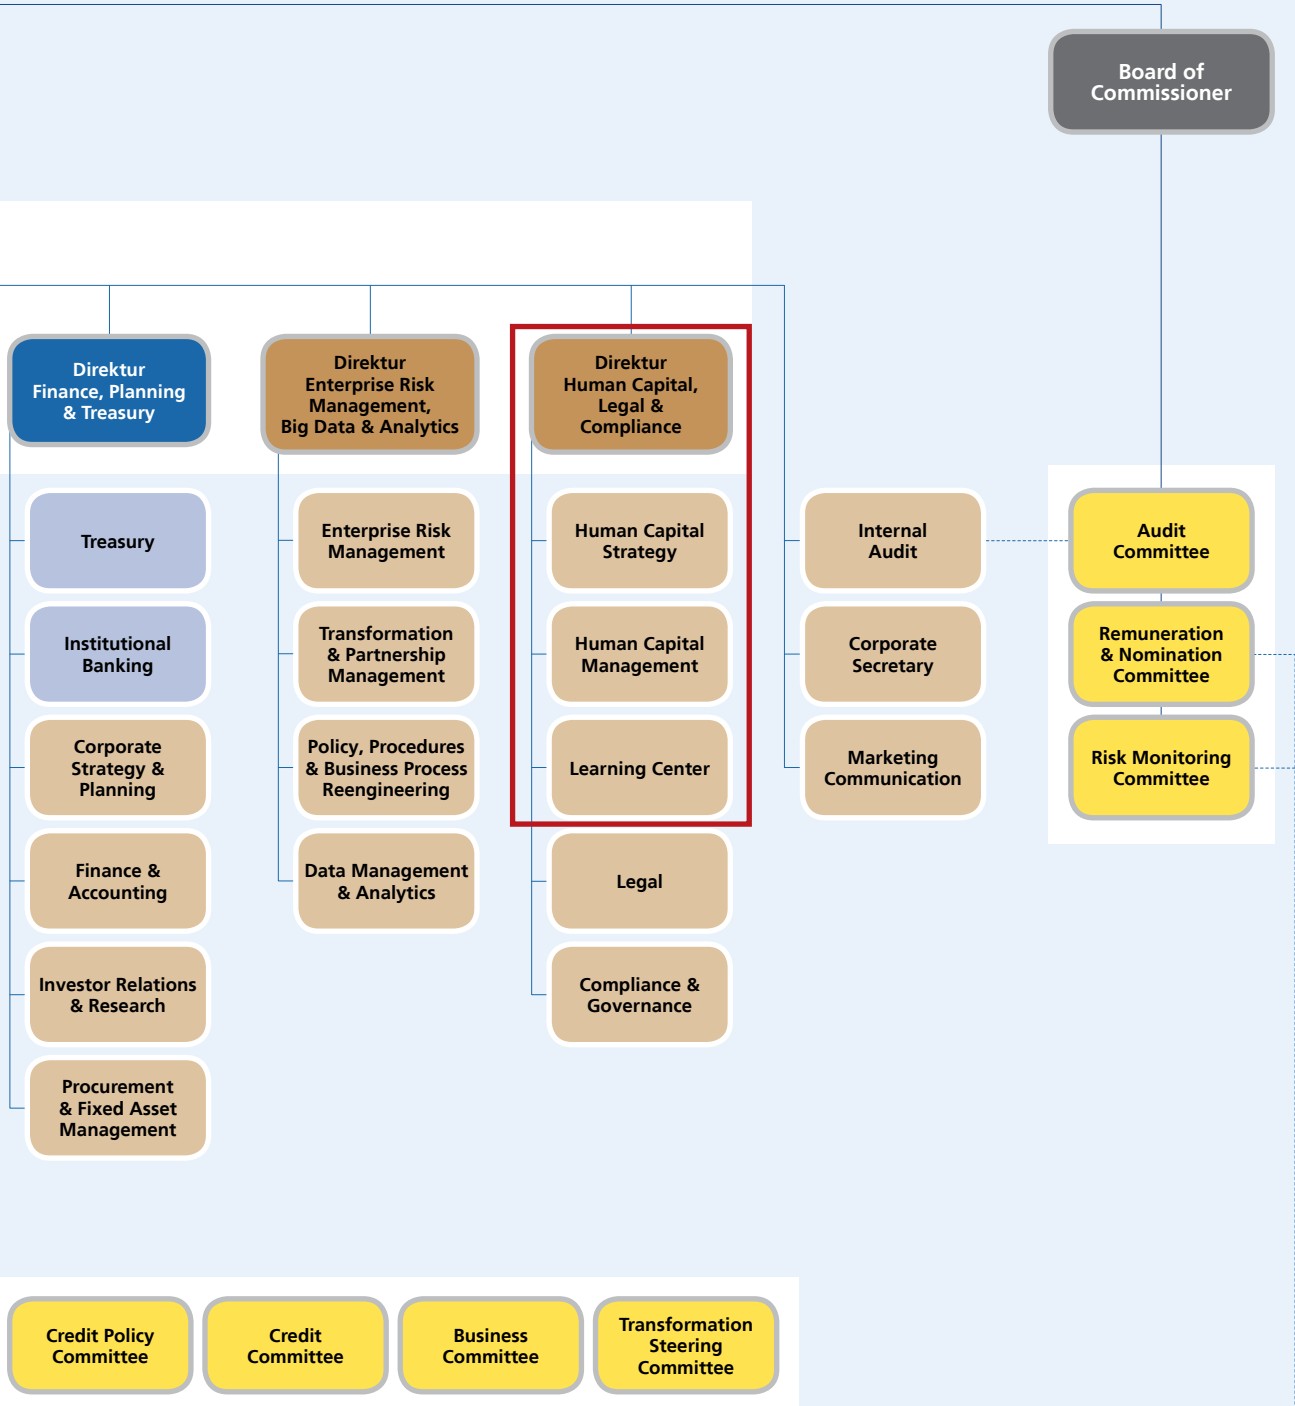 Board of
Commissioner
Direktur
Finance, Planning
& Treasury
Direktur
Enterprise Risk
Management,
Big Data & Analytics
Direktur
Human Capital,
Legal &
Compliance
Treasury
Institutional
Banking
Corporate
Strategy &
Planning
Finance &
Accounting
Investor Relations
& Research
Procurement
& Fixed Asset
Management
Enterprise Risk
Management
Transformation
& Partnership
Management
Policy, Procedures
& Business Process
Reengineering
Data Management
& Analytics
Human Capital
Strategy
Human Capital
Management
Learning Center
Legal
Compliance &
Governance
Internal
Audit
Corporate
Secretary
Marketing
Communication
Audit
Committee
Remuneration
& Nomination
Committee
Risk Monitoring
Committee
Credit Policy
Committee
Credit
Committee
Business
Committee
Transformation
Steering
Committee